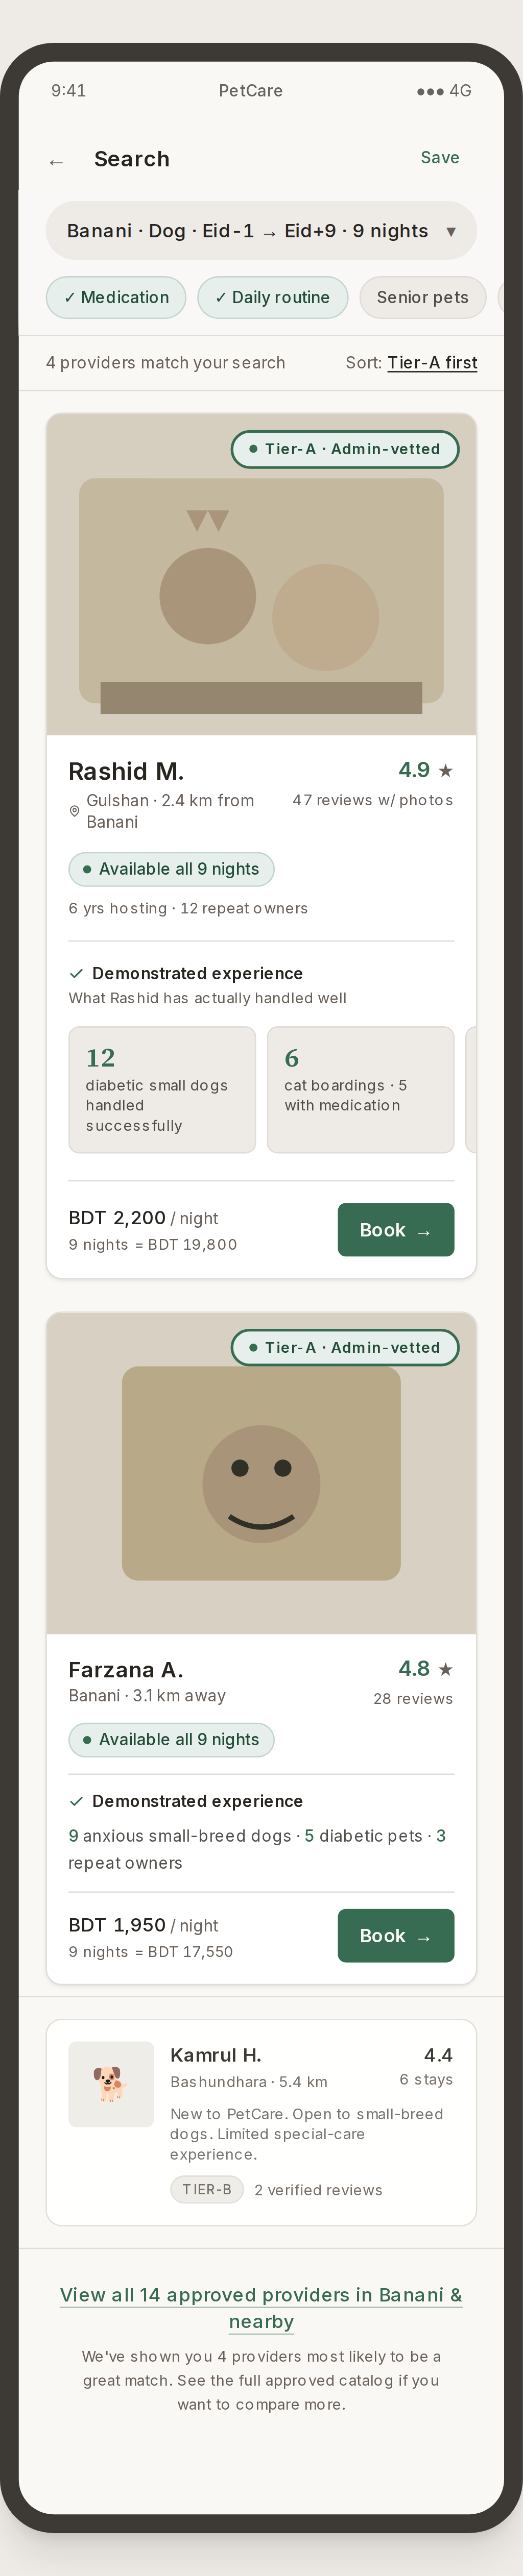 9:41 PetCare ●●● 4G
← Search Save
Banani · Dog · Eid-1 → Eid+9 · 9 nights ▾
✓ Medication ✓ Daily routine Senior pets
4 providers match your search Sort: Tier-A first
Tier-A · Admin-vetted
Rashid M. 4.9 ★
Gulshan · 2.4 km from
Banani
47 reviews w/ photos
Available all 9 nights
6 yrs hosting · 12 repeat owners
Demonstrated experience
What Rashid has actually handled well
12
diabetic small dogs
handled
successfully
6
cat boardings · 5
with medication
BDT 2,200 / night
9 nights = BDT 19,800
Book →
Tier-A · Admin-vetted
Farzana A. 4.8 ★
Banani · 3.1 km away 28 reviews
Available all 9 nights
Demonstrated experience
9 anxious small-breed dogs · 5 diabetic pets · 3
repeat owners
BDT 1,950 / night
9 nights = BDT 17,550
Book →
Kamrul H. 4.4
Bashundhara · 5.4 km 6 stays
New to PetCare. Open to small-breed
dogs. Limited special-care
experience.
TIER-B 2 verified reviews
View all 14 approved providers in Banani &
nearby
We've shown you 4 providers most likely to be a
great match. See the full approved catalog if you
want to compare more.